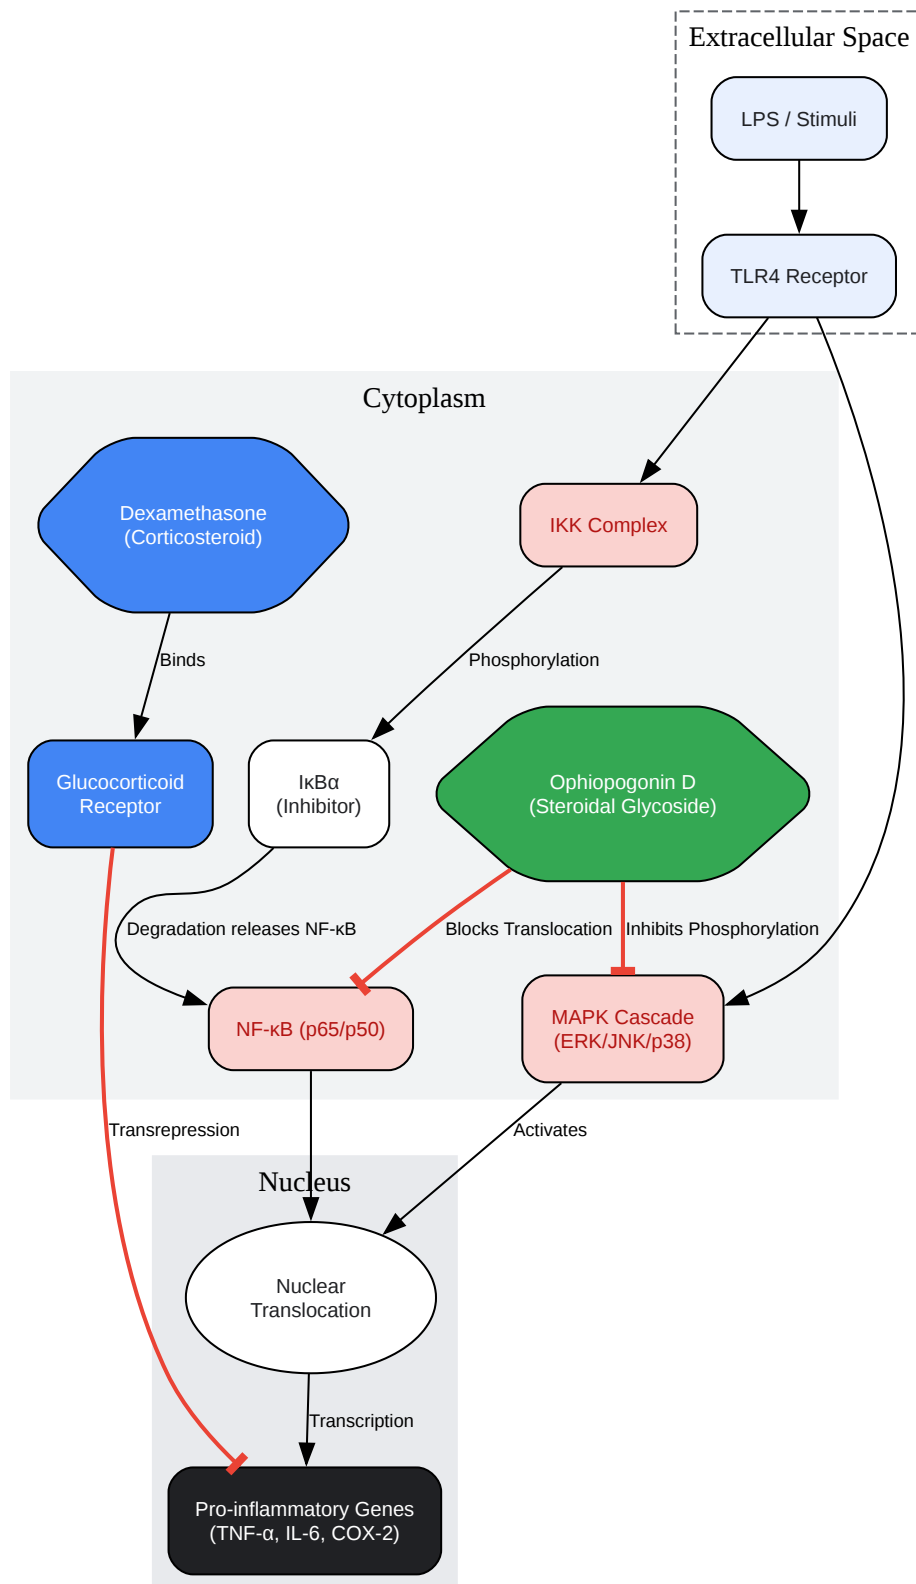 Extracellular Space
LPS / Stimuli
TLR4 Receptor
Cytoplasm
Dexamethasone
(Corticosteroid)
IKK Complex
Binds
Phosphorylation
Glucocorticoid
Receptor
IκBα
(Inhibitor)
Ophiopogonin D
(Steroidal Glycoside)
Degradation releases NF-κB
Blocks Translocation
Inhibits Phosphorylation
NF-κB (p65/p50)
MAPK Cascade
(ERK/JNK/p38)
Transrepression
Activates
Nucleus
Nuclear
Translocation
Transcription
Pro-inflammatory Genes
(TNF-α, IL-6, COX-2)